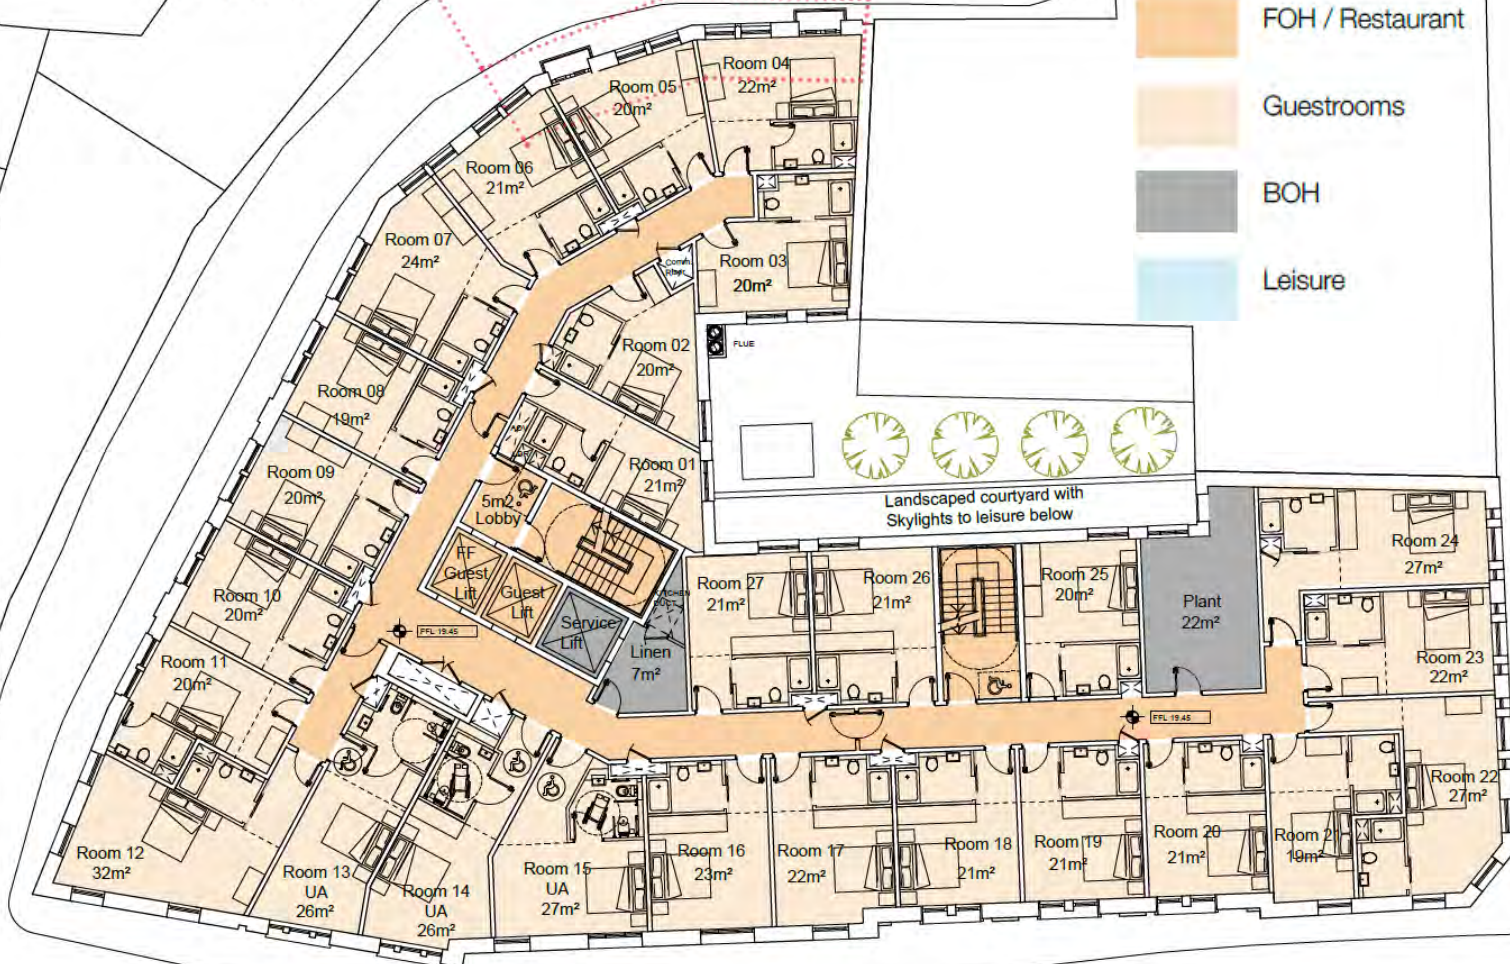 FOH / Restaurant
Guestrooms
BOH
Leisure
Room 04
22m²
Room 05
20m²
Room 06
21m²
Room 07
24m²
Room 03
20m²
Comm.
Riser
Room 02
20m²
FLUE
Room 08
19m²
Room 01
21m²
Room 09
20m²
5m2
Lobby
Landscaped courtyard with
Skylights to leisure below
FF
Guest
Lift
Guest
Lift
Service
Lift
Linen
7m²
Room 10
20m²
FFL 19.45
Room 11
20m²
Room 27
21m²
Room 26
21m²
Room 25
20m²
Plant
22m²
Room 24
27m²
Room 23
22m²
FFL 19.45
Room 12
32m²
Room 13
UA
26m²
Room 14
UA
26m²
Room 15
UA
27m²
Room 16
23m²
Room 17
22m²
Room 18
21m²
Room 19
21m²
Room 20
21m²
Room 21
19m²
Room 22
27m²